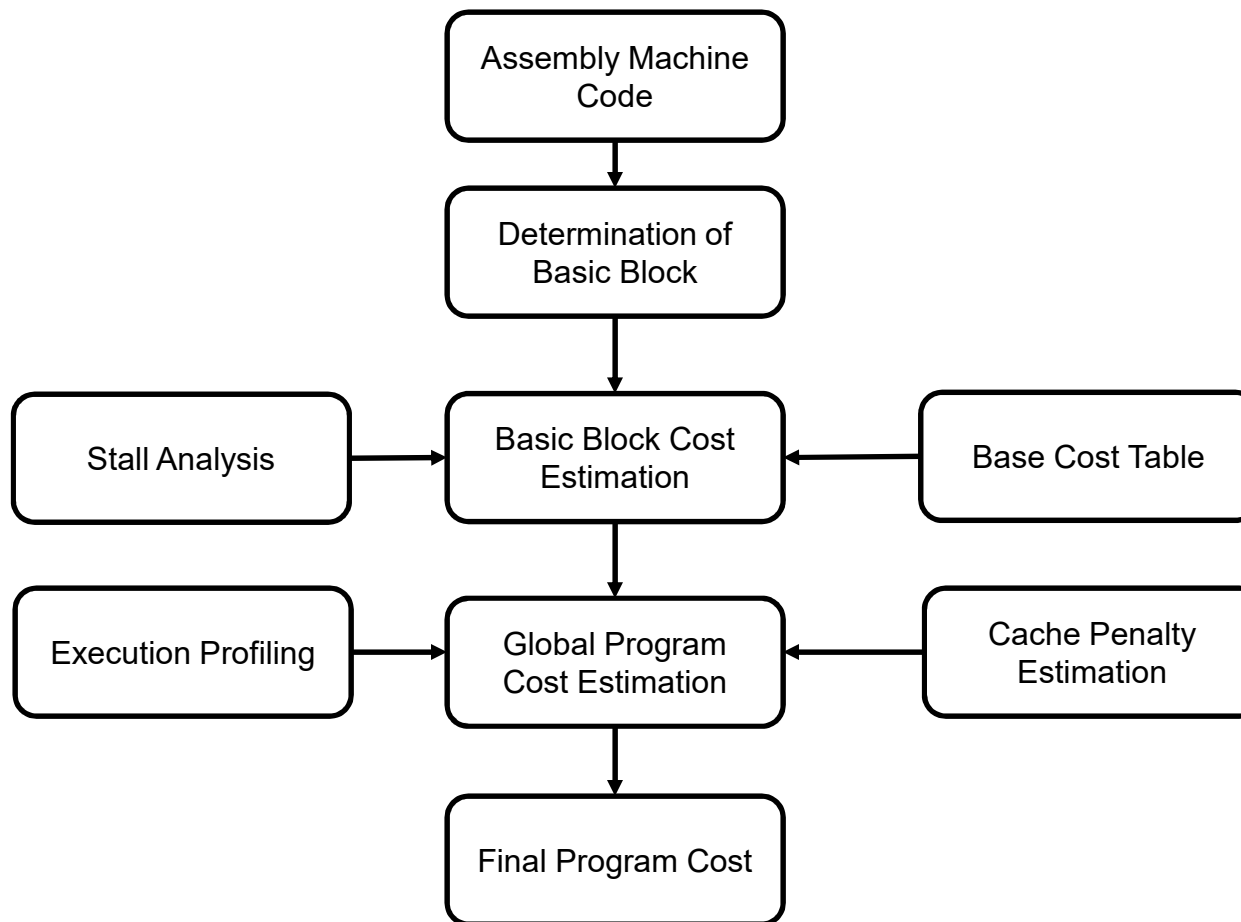 Assembly Machine
Code
Determination of
Basic Block
Stall Analysis
Basic Block Cost
Estimation
Base Cost Table
Execution Profiling
Global Program
Cost Estimation
Cache Penalty
Estimation
Final Program Cost